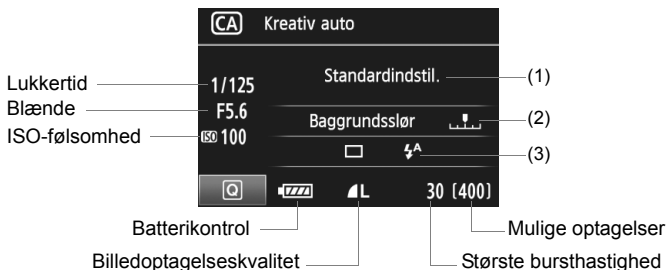 CA Kreativ auto
Lukkertid 1/125 Standardindstil. (1)
Blænde F5.6
Baggrundsslør (2)
ISO-følsomhed ISO 100
A (3)
Q L 30 [400]
Batterikontrol Mulige optagelser
Billedoptagelseskvalitet Største bursthastighed